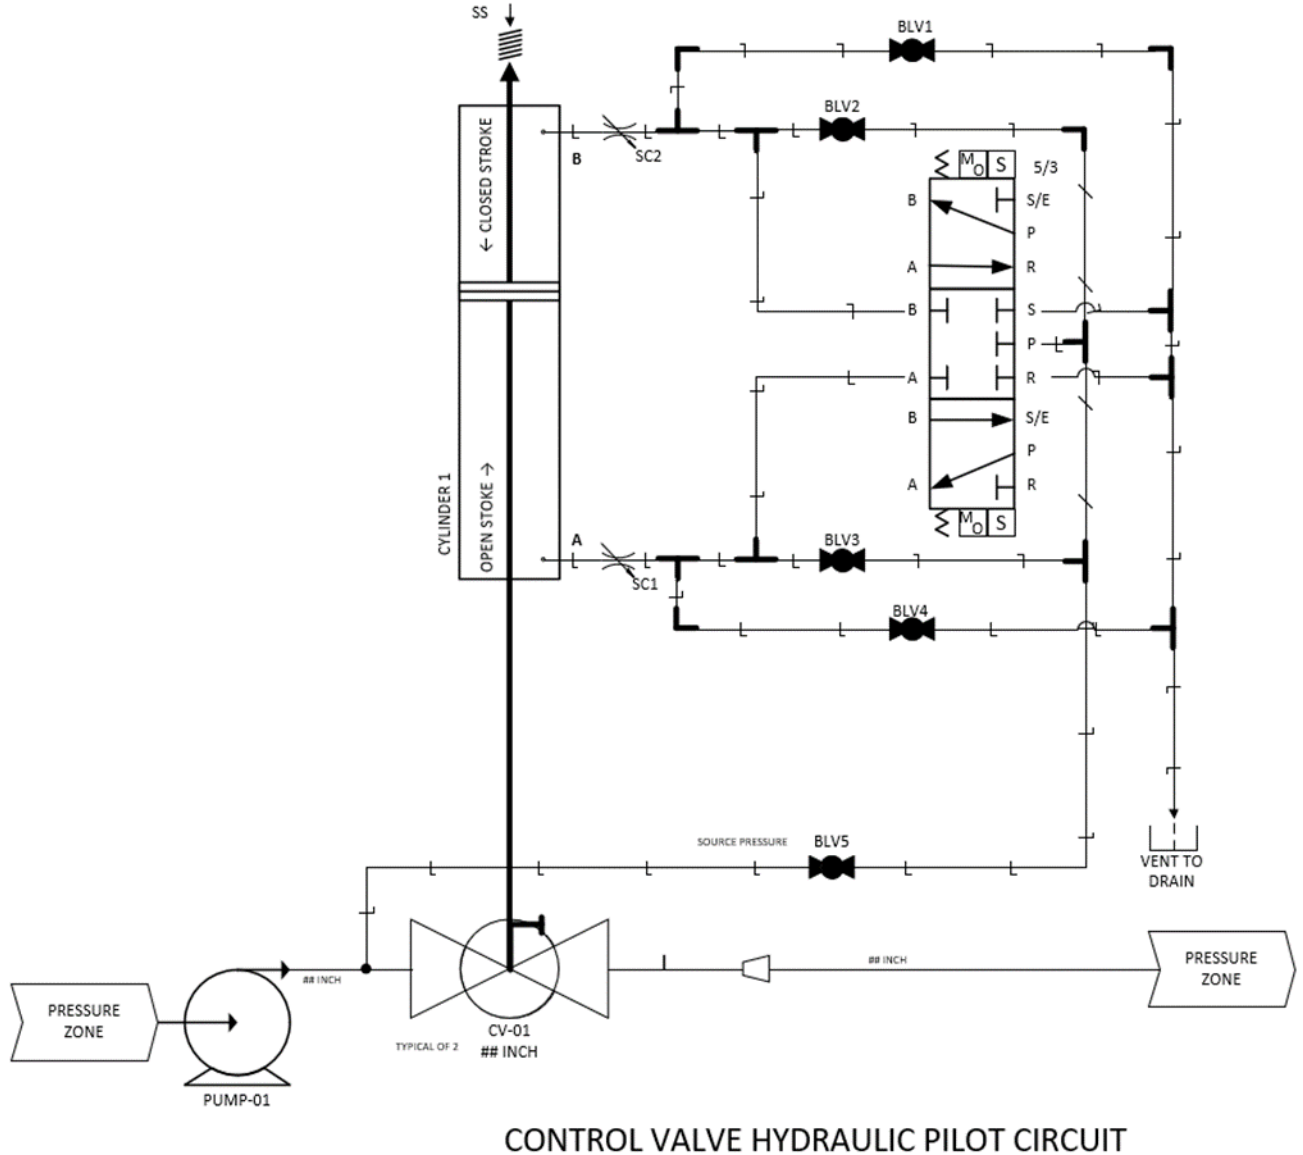 SS
BLV1
BLV2
← CLOSED STROKE
B
SC2
M O S 5/3
B S/E
P
A R
B S
P
A R
B S/E
P
A R
M O S
CYLINDER 1
OPEN STOKE →
A
SC1
BLV3
BLV4
SOURCE PRESSURE
BLV5
VENT TO
DRAIN
PRESSURE
ZONE
## INCH
## INCH
PRESSURE
ZONE
TYPICAL OF 2
CV-01
## INCH
PUMP-01
CONTROL VALVE HYDRAULIC PILOT CIRCUIT